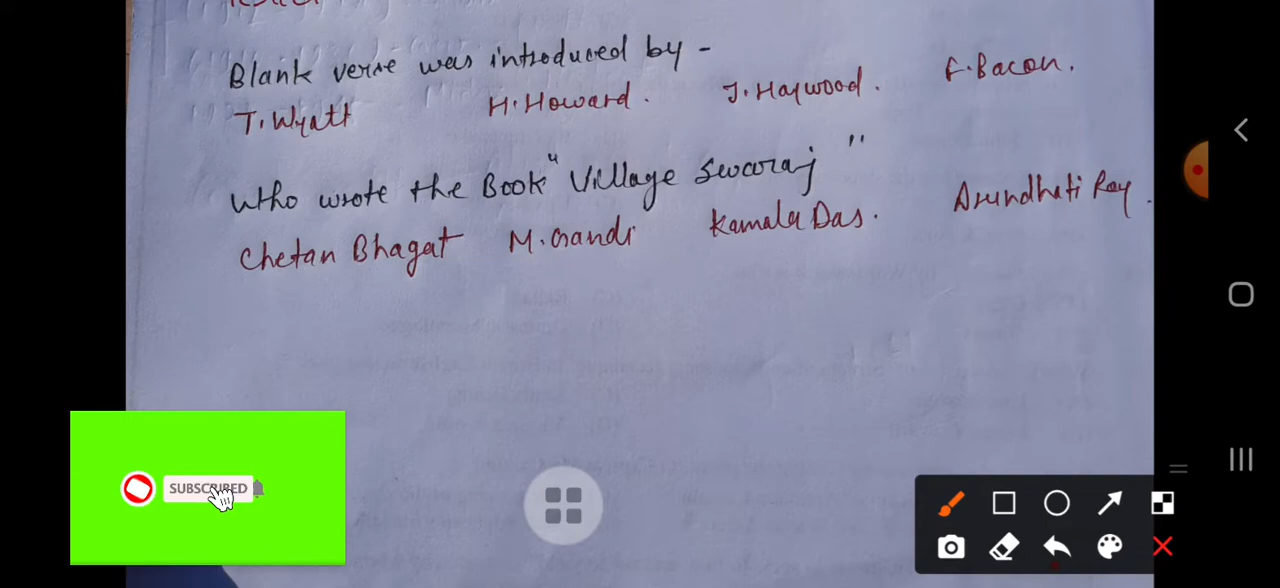 Blank verse was introduced by -
T. Wyatt H. Howard. J. Haywood. F. Bacon.
Who wrote the Book "Village Swaraj"
Chetan Bhagat M. Gandi Kamala Das. Arundhati Roy.
SUBSCRIBED